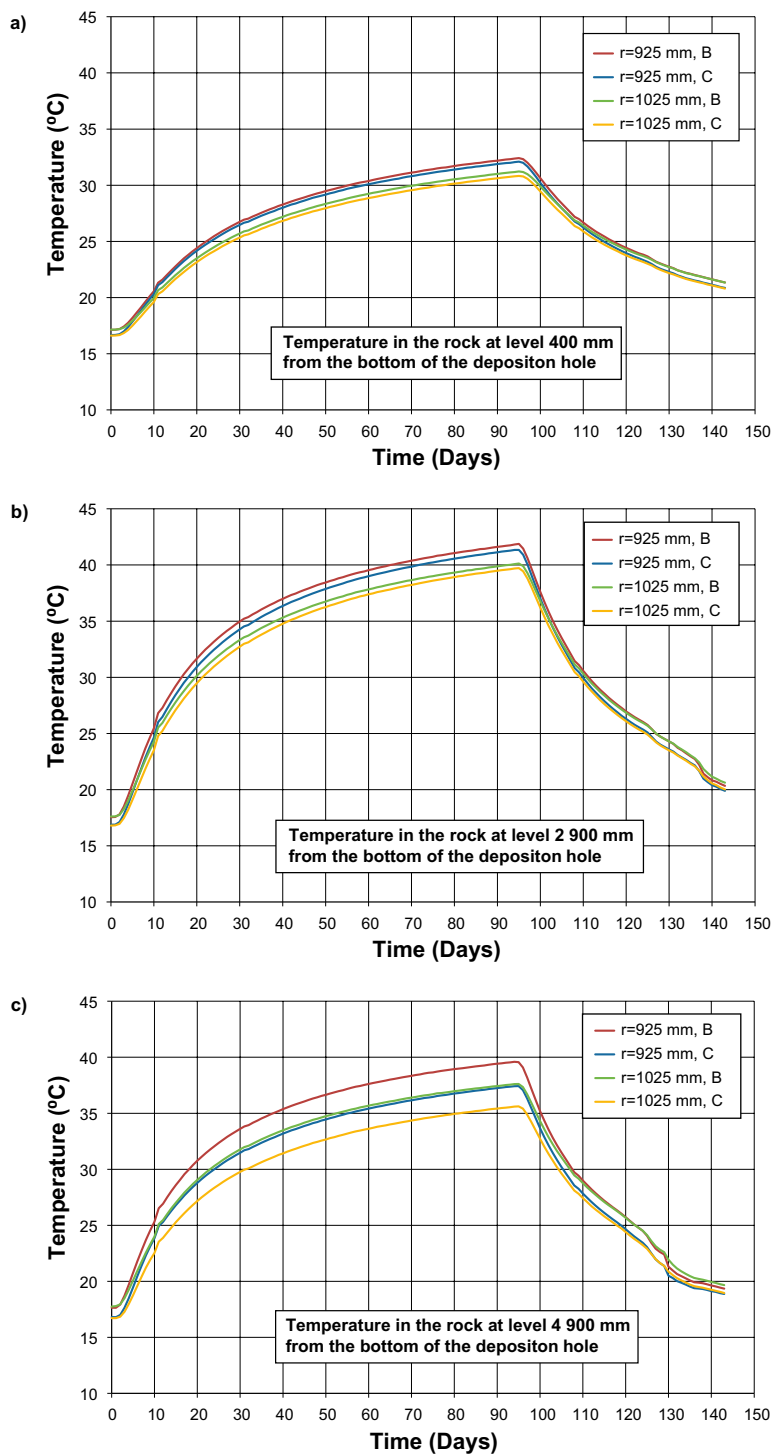 a)
45
40
35
30
25
20
15
10
Temperature (ºC)
r=925 mm, B
r=925 mm, C
r=1025 mm, B
r=1025 mm, C
Temperature in the rock at level 400 mm
from the bottom of the depositon hole
0 10 20 30 40 50 60 70 80 90 100 110 120 130 140 150
Time (Days)
b)
45
40
35
30
25
20
15
10
Temperature (ºC)
r=925 mm, B
r=925 mm, C
r=1025 mm, B
r=1025 mm, C
Temperature in the rock at level 2 900 mm
from the bottom of the depositon hole
0 10 20 30 40 50 60 70 80 90 100 110 120 130 140 150
Time (Days)
c)
45
40
35
30
25
20
15
10
Temperature (ºC)
r=925 mm, B
r=925 mm, C
r=1025 mm, B
r=1025 mm, C
Temperature in the rock at level 4 900 mm
from the bottom of the depositon hole
0 10 20 30 40 50 60 70 80 90 100 110 120 130 140 150
Time (Days)